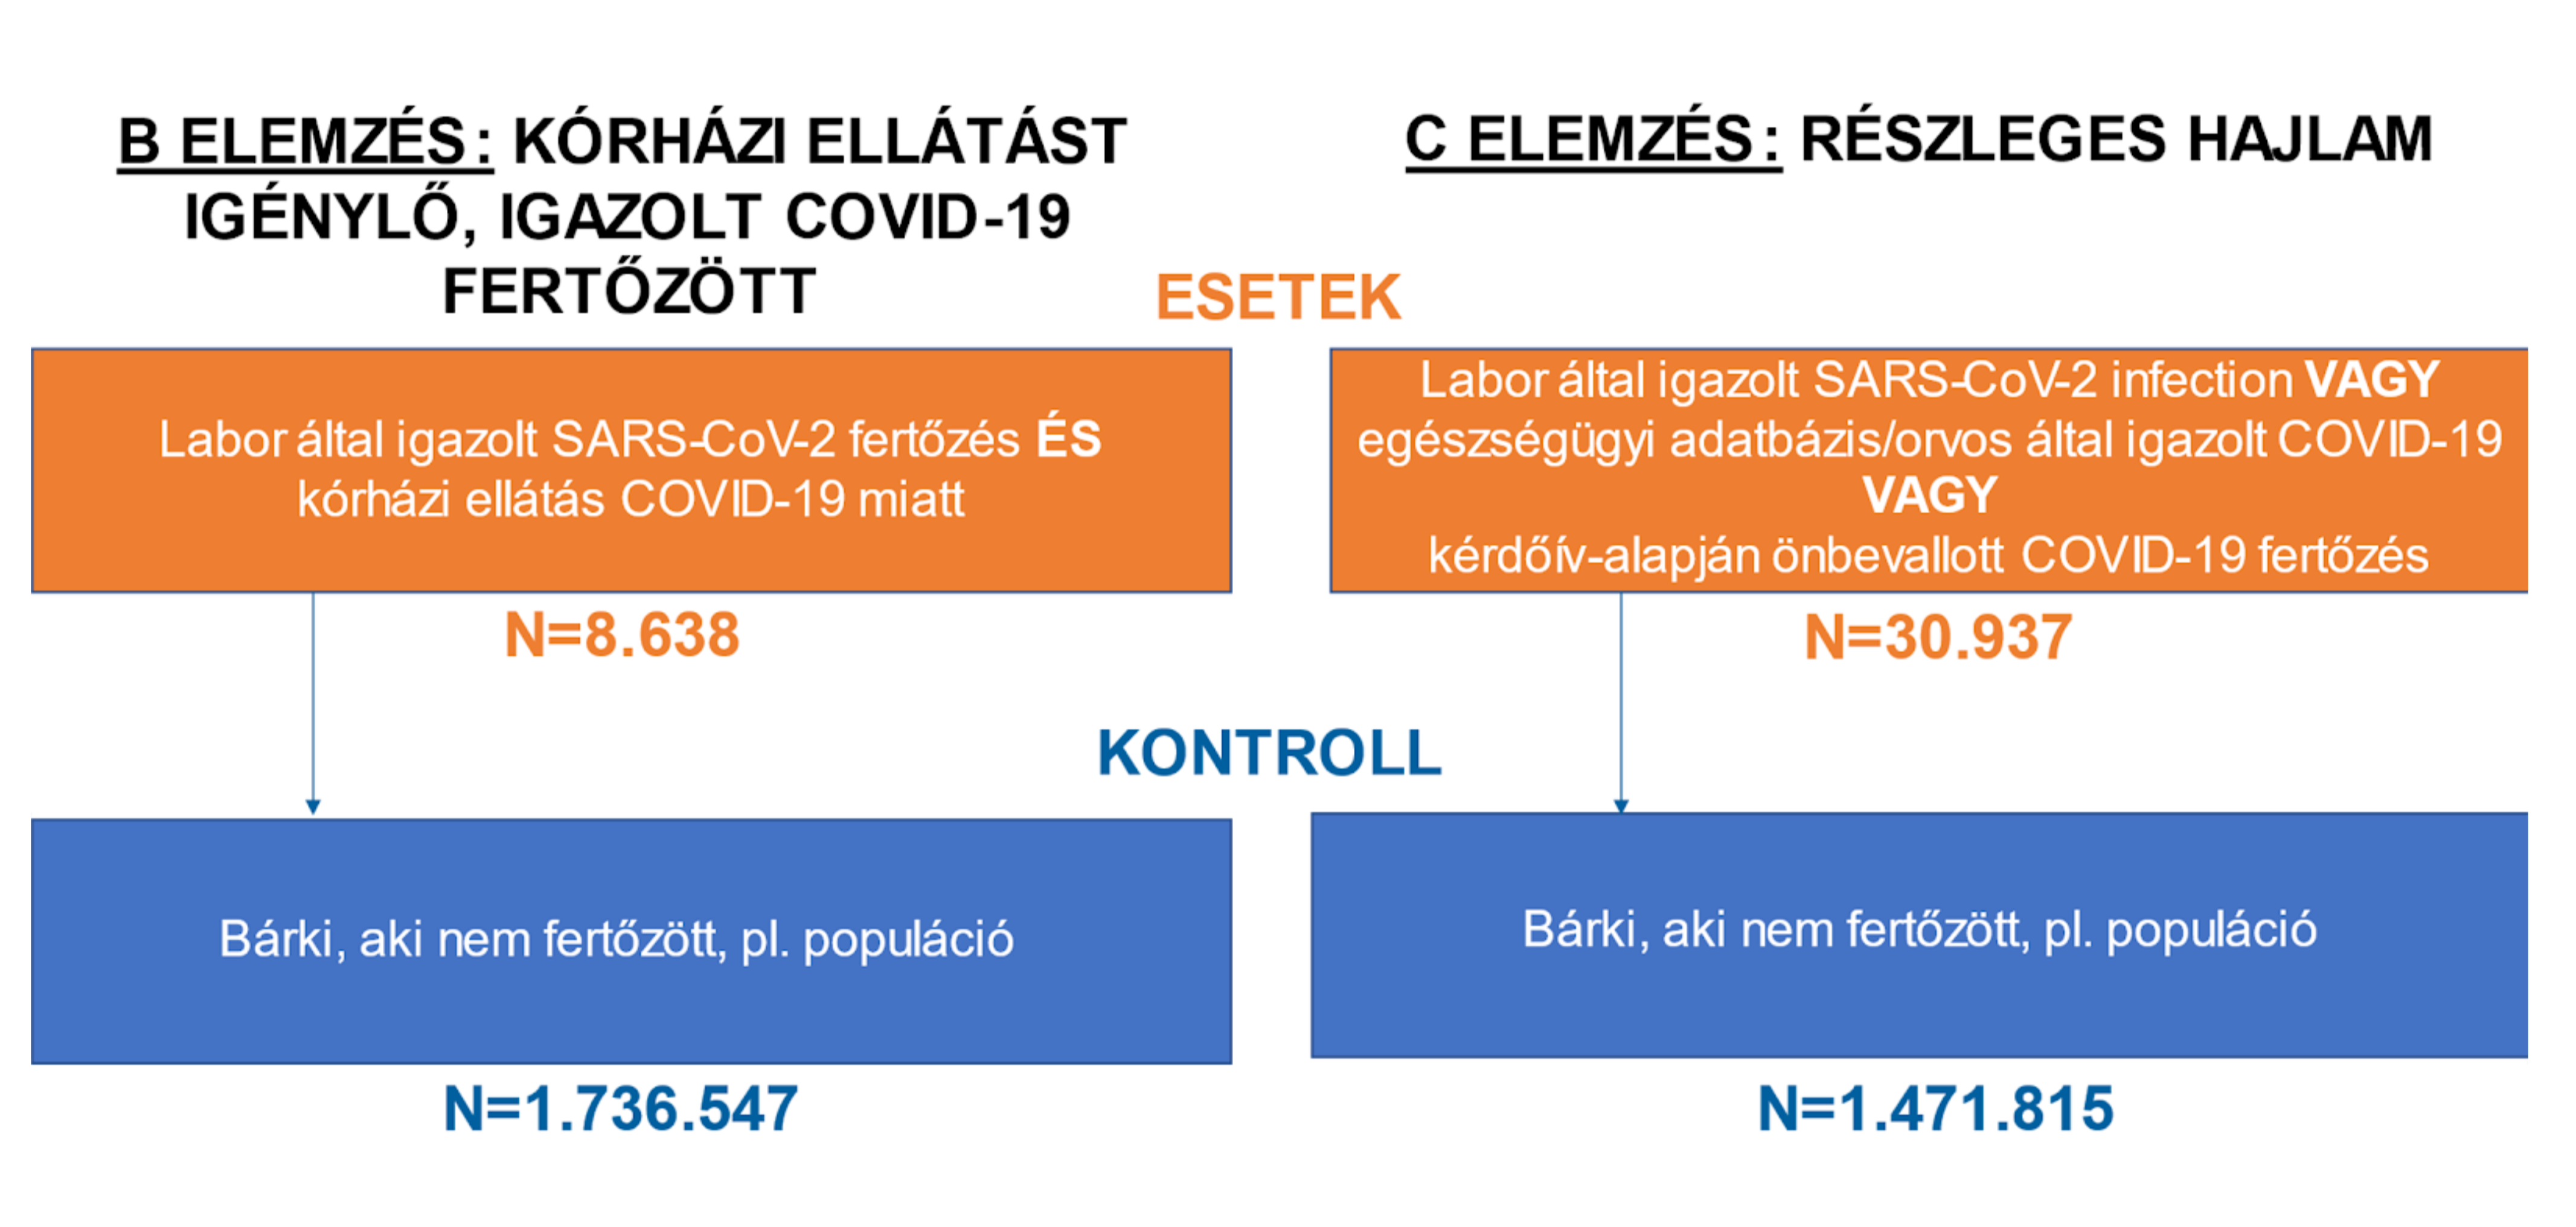 B ELEMZÉS: KÓRHÁZI ELLÁTÁST
IGÉNYLŐ, IGAZOLT COVID-19
FERTŐZÖTT
C ELEMZÉS: RÉSZLEGES HAJLAM
ESETEK
Labor által igazolt SARS-CoV-2 fertőzés ÉS
kórházi ellátás COVID-19 miatt
N=8.638
Labor által igazolt SARS-CoV-2 infection VAGY
egészségügyi adatbázis/orvos által igazolt COVID-19
VAGY
kérdőív-alapján önbevallott COVID-19 fertőzés
N=30.937
KONTROLL
Bárki, aki nem fertőzött, pl. populáció
N=1.736.547
Bárki, aki nem fertőzött, pl. populáció
N=1.471.815